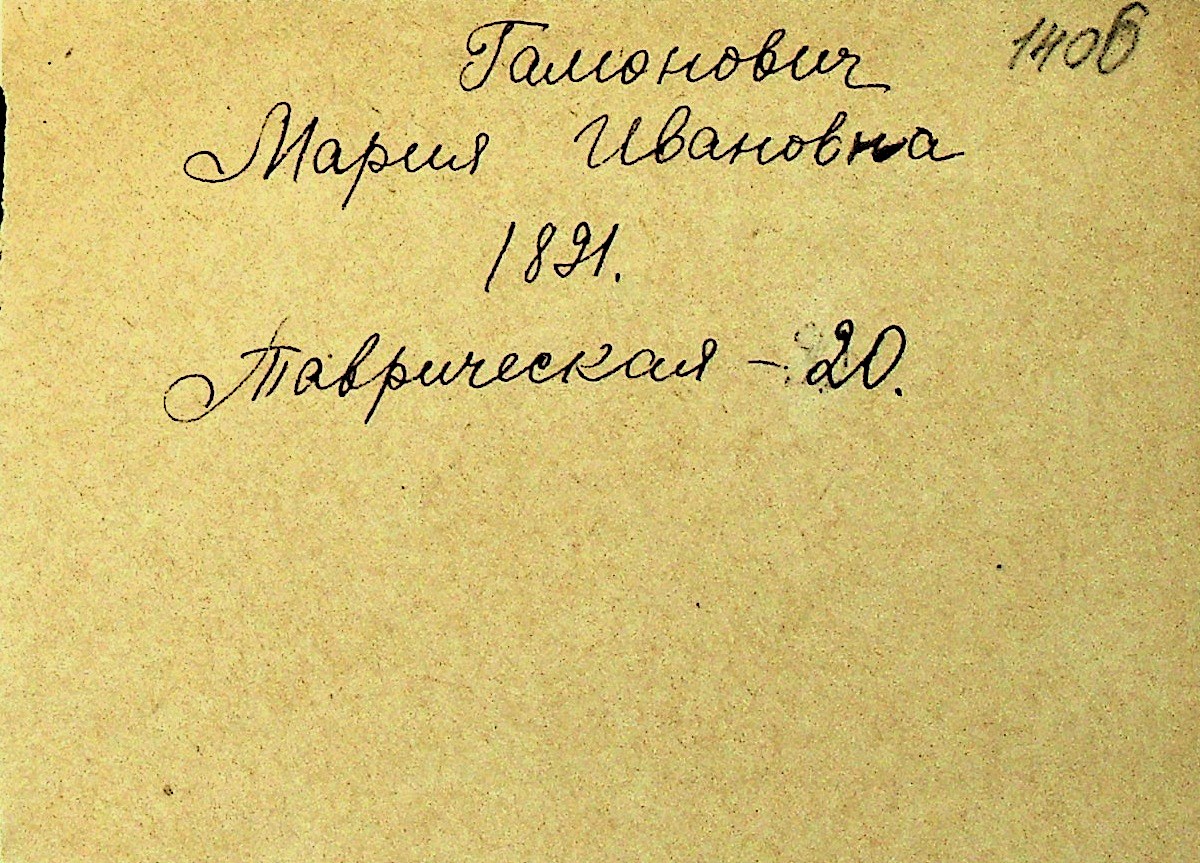 Гамонович 1406
Мария Ивановна
1891.
Таврическая – 20.